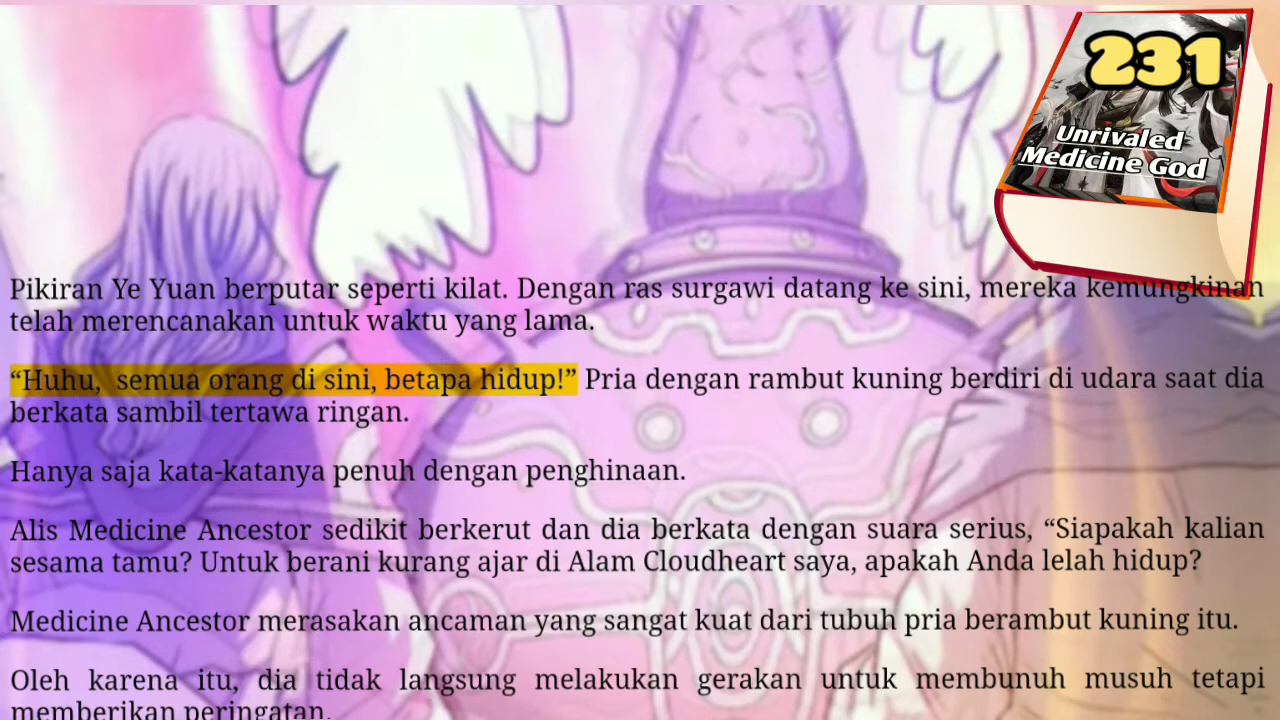 231
Unrivaled
Medicine God
Pikiran Ye Yuan berputar seperti kilat. Dengan ras surgawi datang ke sini, mereka kemungkinan
telah merencanakan untuk waktu yang lama.
“Huhu,  semua orang di sini, betapa hidup!” Pria dengan rambut kuning berdiri di udara saat dia
berkata sambil tertawa ringan.
Hanya saja kata-katanya penuh dengan penghinaan.
Alis Medicine Ancestor sedikit berkerut dan dia berkata dengan suara serius, “Siapakah kalian
sesama tamu? Untuk berani kurang ajar di Alam Cloudheart saya, apakah Anda lelah hidup?
Medicine Ancestor merasakan ancaman yang sangat kuat dari tubuh pria berambut kuning itu.
Oleh karena itu, dia tidak langsung melakukan gerakan untuk membunuh musuh tetapi
memberikan peringatan.